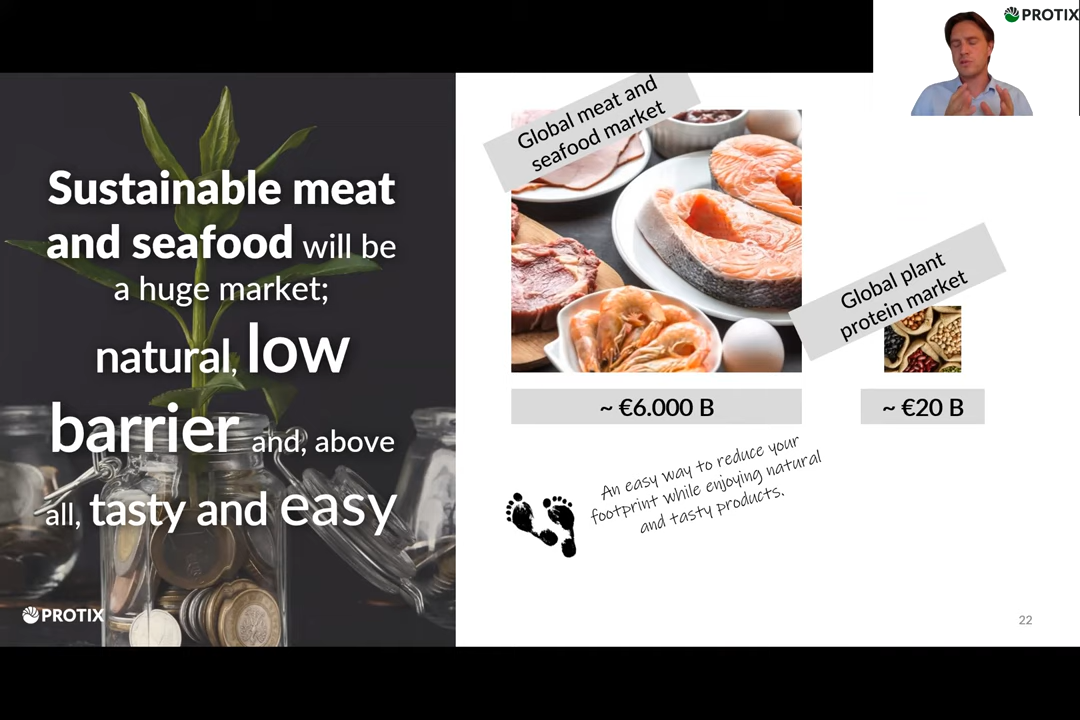 PROTIX
Sustainable meat
and seafood will be
a huge market;
natural, low
barrier and, above
all, tasty and easy
PROTIX
Global meat and
seafood market
~ €6.000 B
Global plant
protein market
~ €20 B
An easy way to reduce your
footprint while enjoying natural
and tasty products.
22